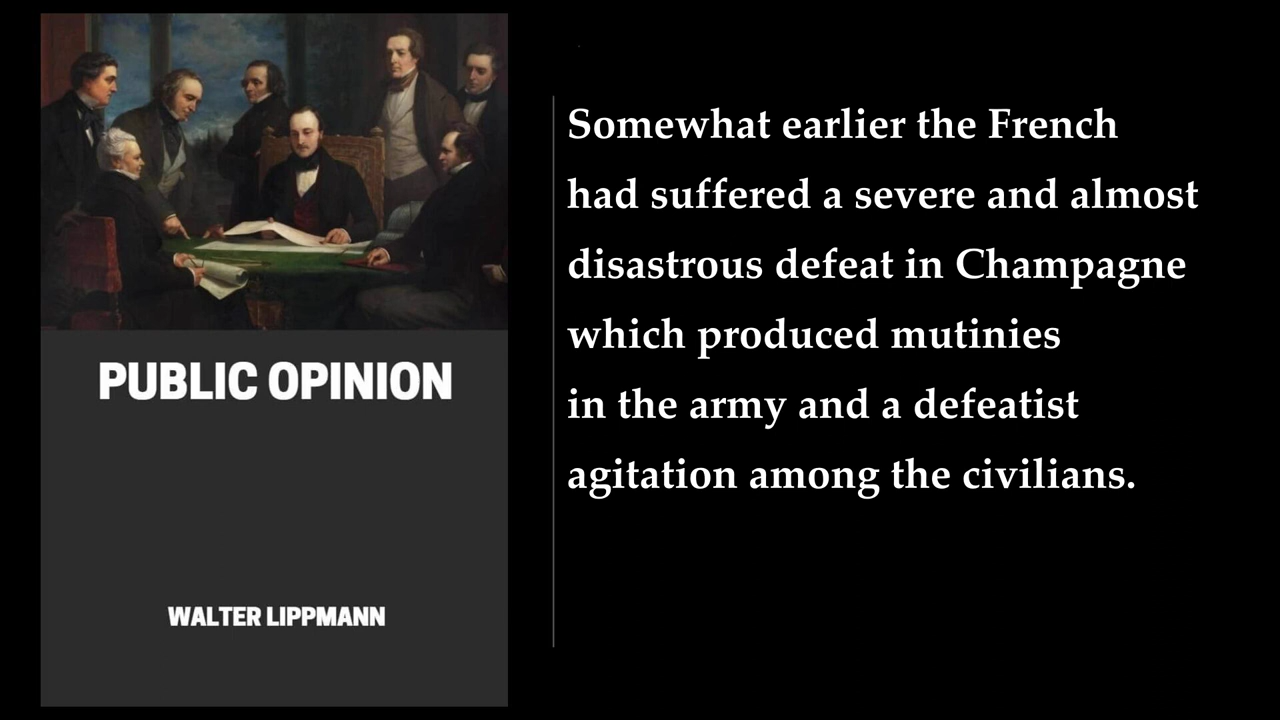 PUBLIC OPINION
WALTER LIPPMANN
Somewhat earlier the French
had suffered a severe and almost
disastrous defeat in Champagne
which produced mutinies
in the army and a defeatist
agitation among the civilians.